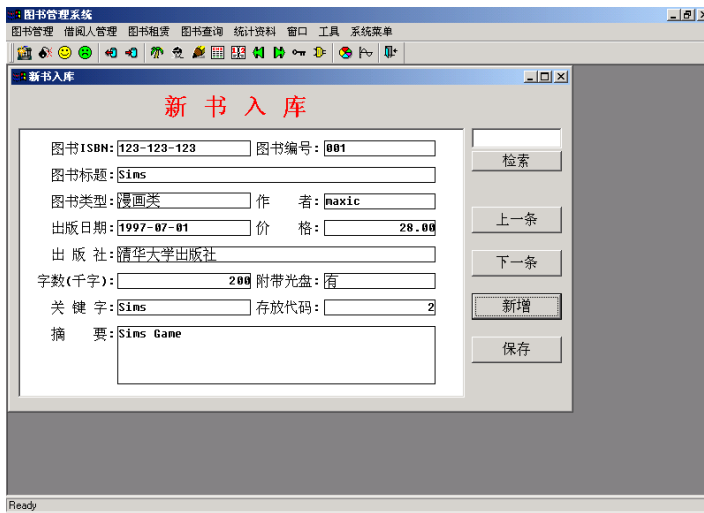 图书管理系统
图书管理 借阅人管理 图书租赁 图书查询 统计资料 窗口 工具 系统菜单
新书入库
新书入库
图书ISBN: 123-123-123 图书编号: 001
检索
图书标题: Sims
图书类型: 漫画类 作 者: maxic
上一条
出版日期: 1997-07-01 价 格: 28.00
出 版 社: 清华大学出版社
下一条
字数(千字): 200 附带光盘: 有
关 键 字: Sims 存放代码: 2
新增
摘 要: Sims Game
保存
Ready